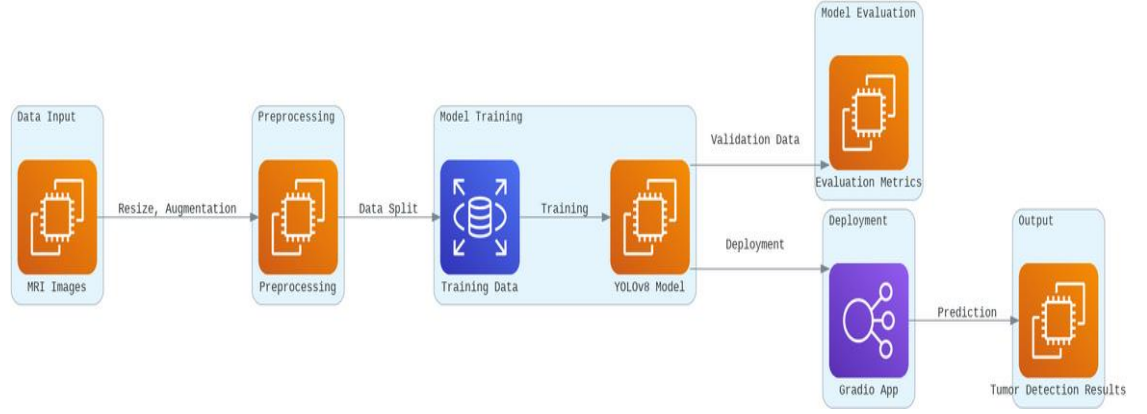 Data Input
MRI Images
Resize, Augmentation
Preprocessing
Preprocessing
Data Split
Model Training
Training Data
Training
YOLOv8 Model
Validation Data
Model Evaluation
Evaluation Metrics
Deployment
Deployment
Gradio App
Prediction
Output
Tumor Detection Results